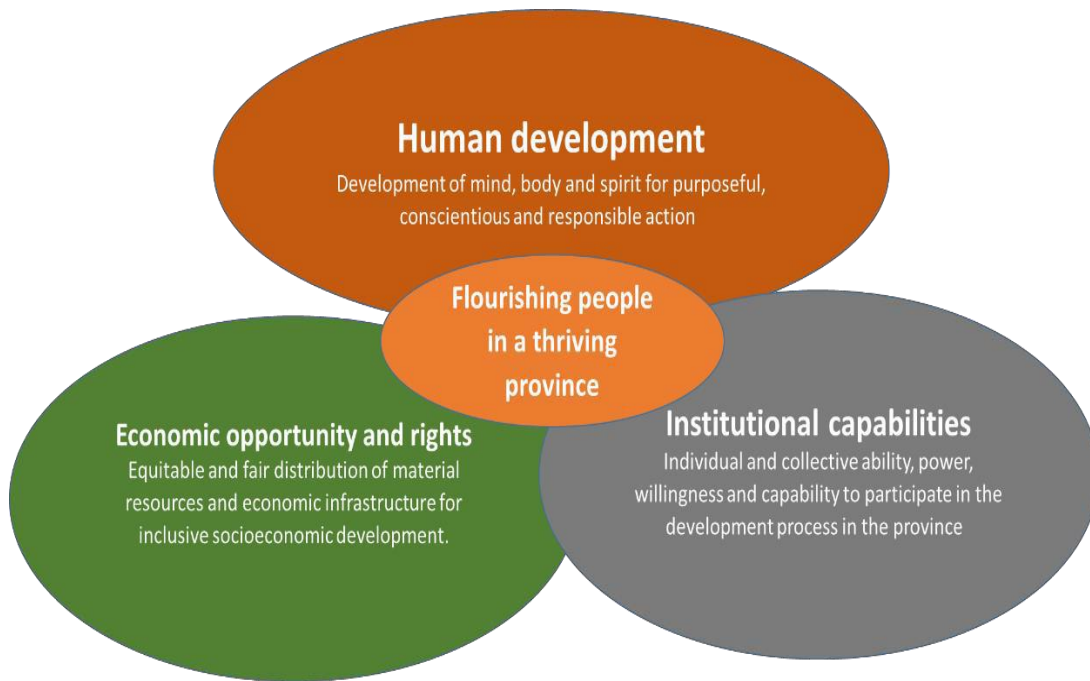 Human development
Development of mind, body and spirit for purposeful,
conscientious and responsible action
Flourishing people
in a thriving
province
Economic opportunity and rights
Equitable and fair distribution of material
resources and economic infrastructure for
inclusive socioeconomic development.
Institutional capabilities
Individual and collective ability, power,
willingness and capability to participate in the
development process in the province